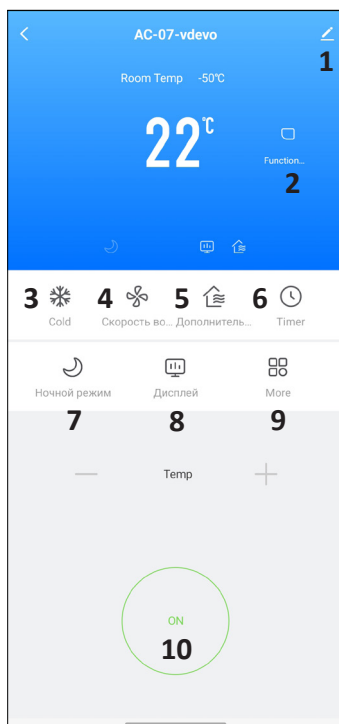 AC-07-vdevo
1
Room Temp -50℃
22℃
Function...
2
3 4 5 6
Cold Скорость во... Дополнитель... Timer
Ночной режим Дисплей More
7 8 9
Temp
ON
10